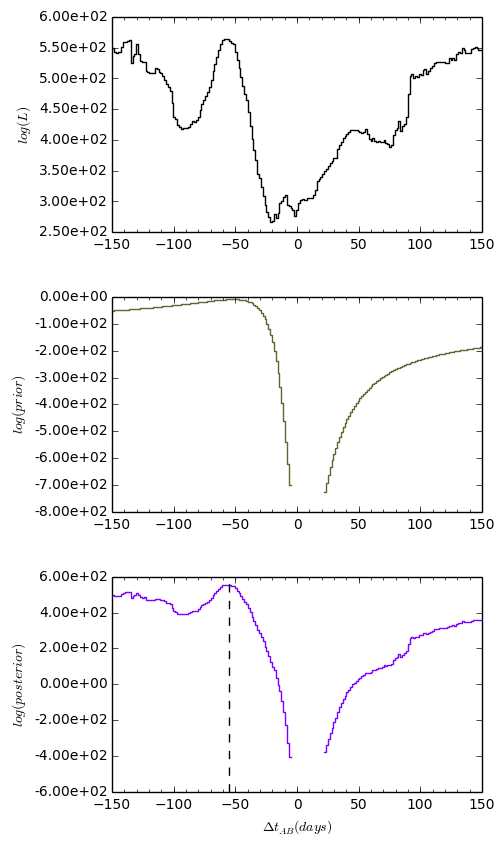 6.00e+02
5.50e+02
5.00e+02
4.50e+02
4.00e+02
3.50e+02
3.00e+02
2.50e+02
log(L)
−150 −100 −50 0 50 100 150
0.00e+00
-1.00e+02
-2.00e+02
-3.00e+02
-4.00e+02
-5.00e+02
-6.00e+02
-7.00e+02
-8.00e+02
log(prior)
−150 −100 −50 0 50 100 150
6.00e+02
4.00e+02
2.00e+02
0.00e+00
-2.00e+02
-4.00e+02
-6.00e+02
log(posterior)
−150 −100 −50 0 50 100 150
Δt_AB(days)